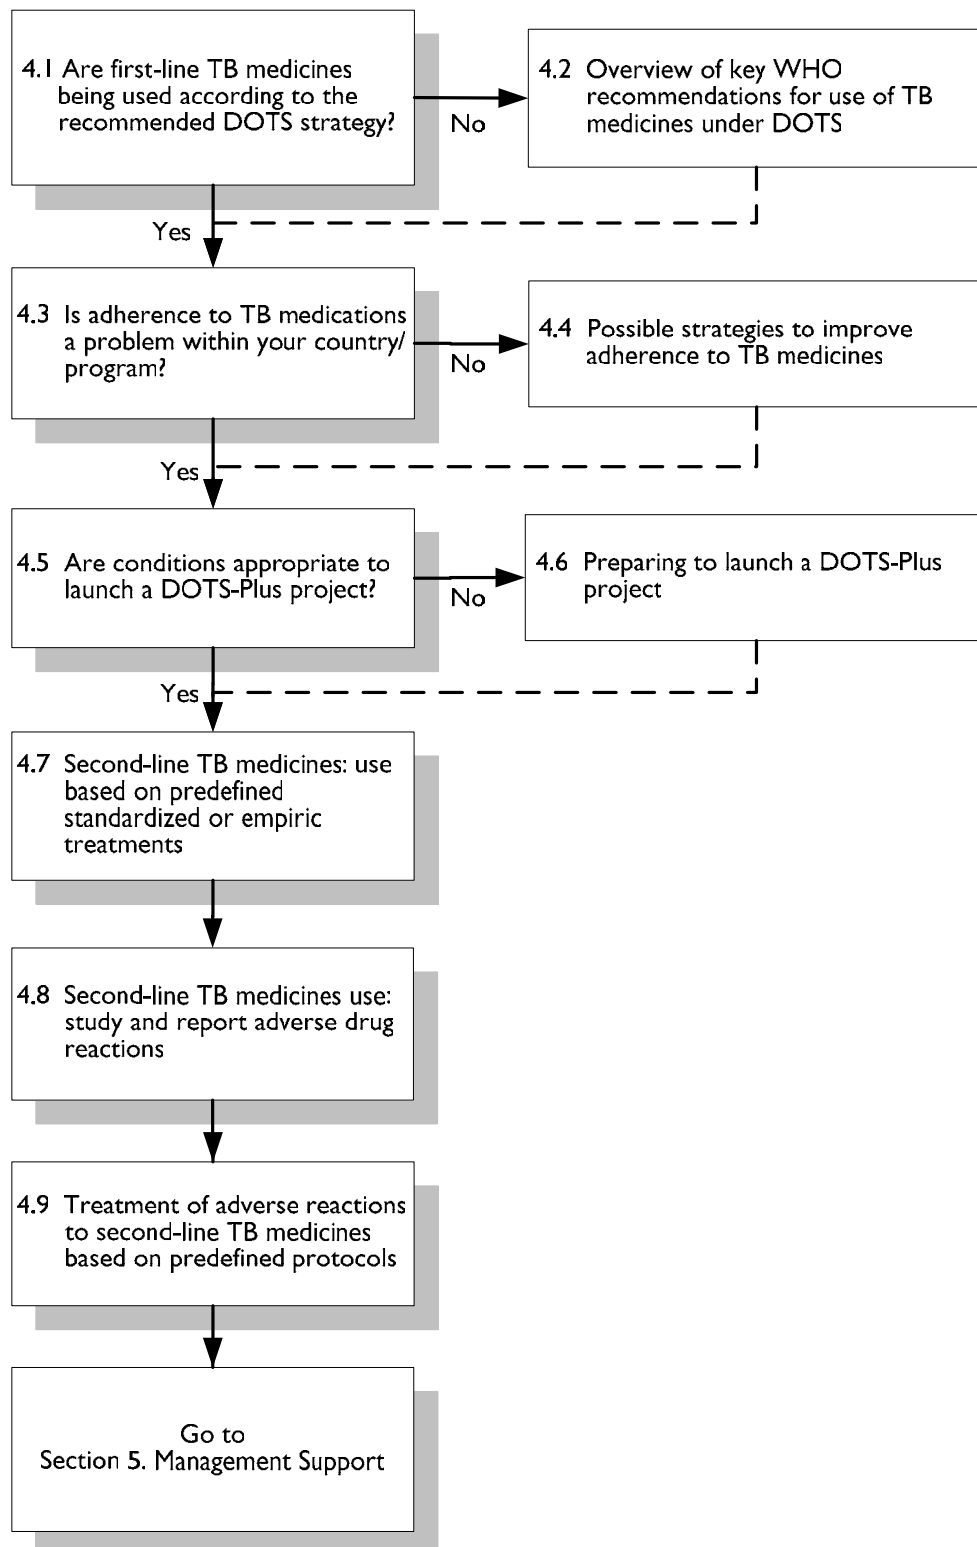 4.1 Are first-line TB medicines
being used according to the
recommended DOTS strategy?
No
4.2 Overview of key WHO
recommendations for use of TB
medicines under DOTS
Yes
4.3 Is adherence to TB medications
a problem within your country/
program?
No
4.4 Possible strategies to improve
adherence to TB medicines
Yes
4.5 Are conditions appropriate to
launch a DOTS-Plus project?
No
4.6 Preparing to launch a DOTS-Plus
project
Yes
4.7 Second-line TB medicines: use
based on predefined
standardized or empiric
treatments
4.8 Second-line TB medicines use:
study and report adverse drug
reactions
4.9 Treatment of adverse reactions
to second-line TB medicines
based on predefined protocols
Go to
Section 5. Management Support